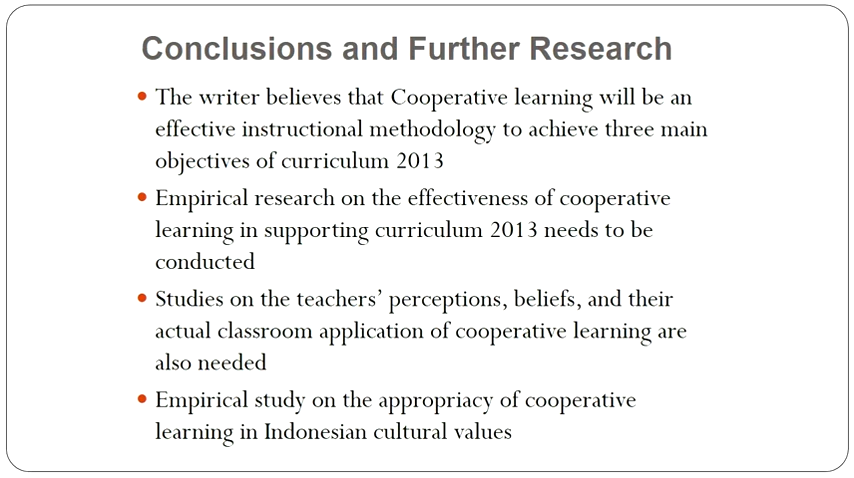 Conclusions and Further Research
• The writer believes that Cooperative learning will be an
effective instructional methodology to achieve three main
objectives of curriculum 2013
• Empirical research on the effectiveness of cooperative
learning in supporting curriculum 2013 needs to be
conducted
• Studies on the teachers’ perceptions, beliefs, and their
actual classroom application of cooperative learning are
also needed
• Empirical study on the appropriacy of cooperative
learning in Indonesian cultural values